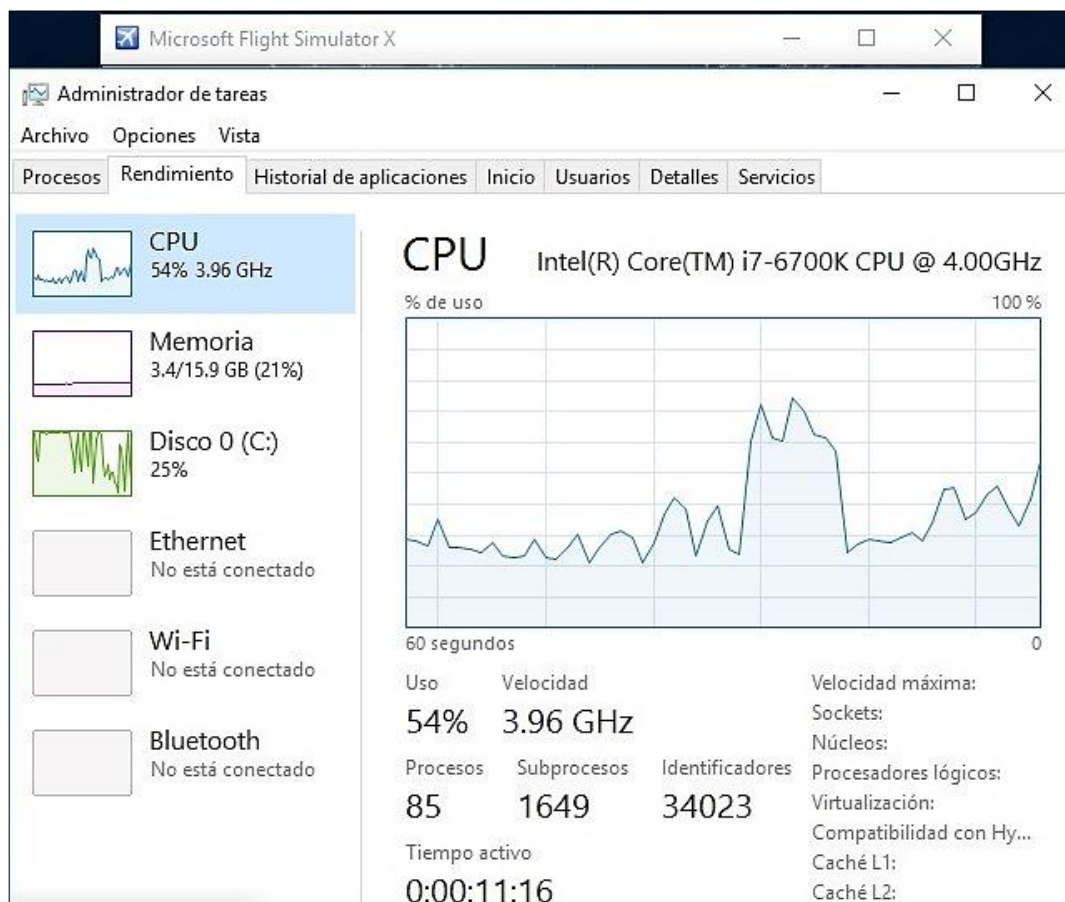 Microsoft Flight Simulator X
Administrador de tareas
Archivo Opciones Vista
Procesos Rendimiento Historial de aplicaciones Inicio Usuarios Detalles Servicios
CPU
54% 3.96 GHz
Memoria
3.4/15.9 GB (21%)
Disco 0 (C:)
25%
Ethernet
No está conectado
Wi-Fi
No está conectado
Bluetooth
No está conectado
CPU Intel(R) Core(TM) i7-6700K CPU @ 4.00GHz
% de uso 100 %
60 segundos 0
Uso Velocidad
54% 3.96 GHz
Procesos Subprocesos Identificadores
85 1649 34023
Tiempo activo
0:00:11:16
Velocidad máxima:
Sockets:
Núcleos:
Procesadores lógicos:
Virtualización:
Compatibilidad con Hy...
Caché L1:
Caché L2: